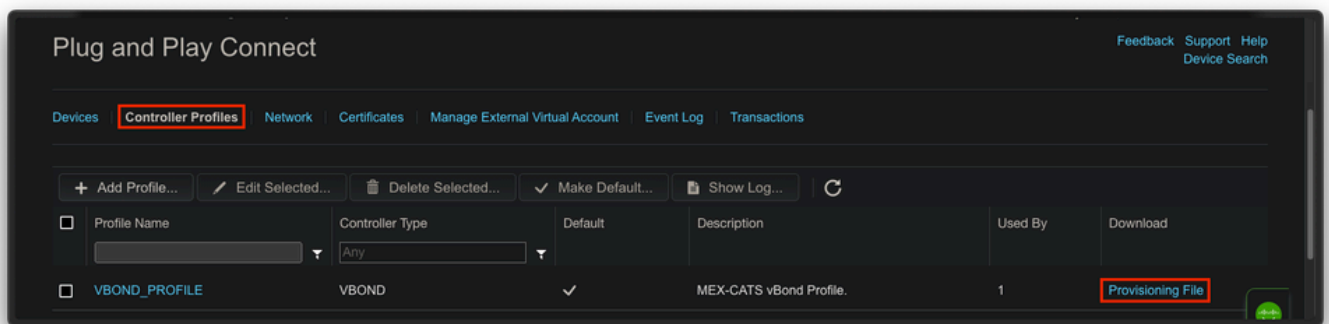 Plug and Play Connect
Feedback Support Help
Device Search
Devices Controller Profiles Network Certificates Manage External Virtual Account Event Log Transactions
+ Add Profile... Edit Selected... Delete Selected... Make Default... Show Log...
Profile Name Controller Type Default Description Used By Download
Any
VBOND_PROFILE VBOND MEX-CATS vBond Profile. 1 Provisioning File